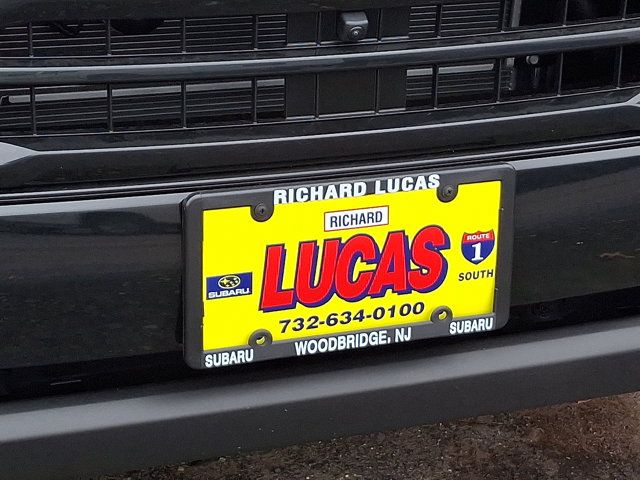 RICHARD LUCAS
RICHARD
LUCAS
SUBARU
ROUTE
1
SOUTH
732-634-0100
SUBARU WOODBRIDGE, NJ SUBARU